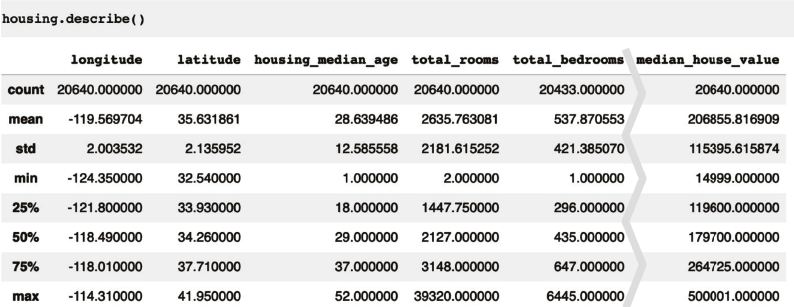 housing.describe()
longitude latitude housing_median_age total_rooms total_bedrooms median_house_value
count 20640.000000 20640.000000 20640.000000 20640.000000 20433.000000 20640.000000
mean -119.569704 35.631861 28.639486 2635.763081 537.870553 206855.816909
std 2.003532 2.135952 12.585558 2181.615252 421.385070 115395.615874
min -124.350000 32.540000 1.000000 2.000000 1.000000 14999.000000
25% -121.800000 33.930000 18.000000 1447.750000 296.000000 119600.000000
50% -118.490000 34.260000 29.000000 2127.000000 435.000000 179700.000000
75% -118.010000 37.710000 37.000000 3148.000000 647.000000 264725.000000
max -114.310000 41.950000 52.000000 39320.000000 6445.000000 500001.000000